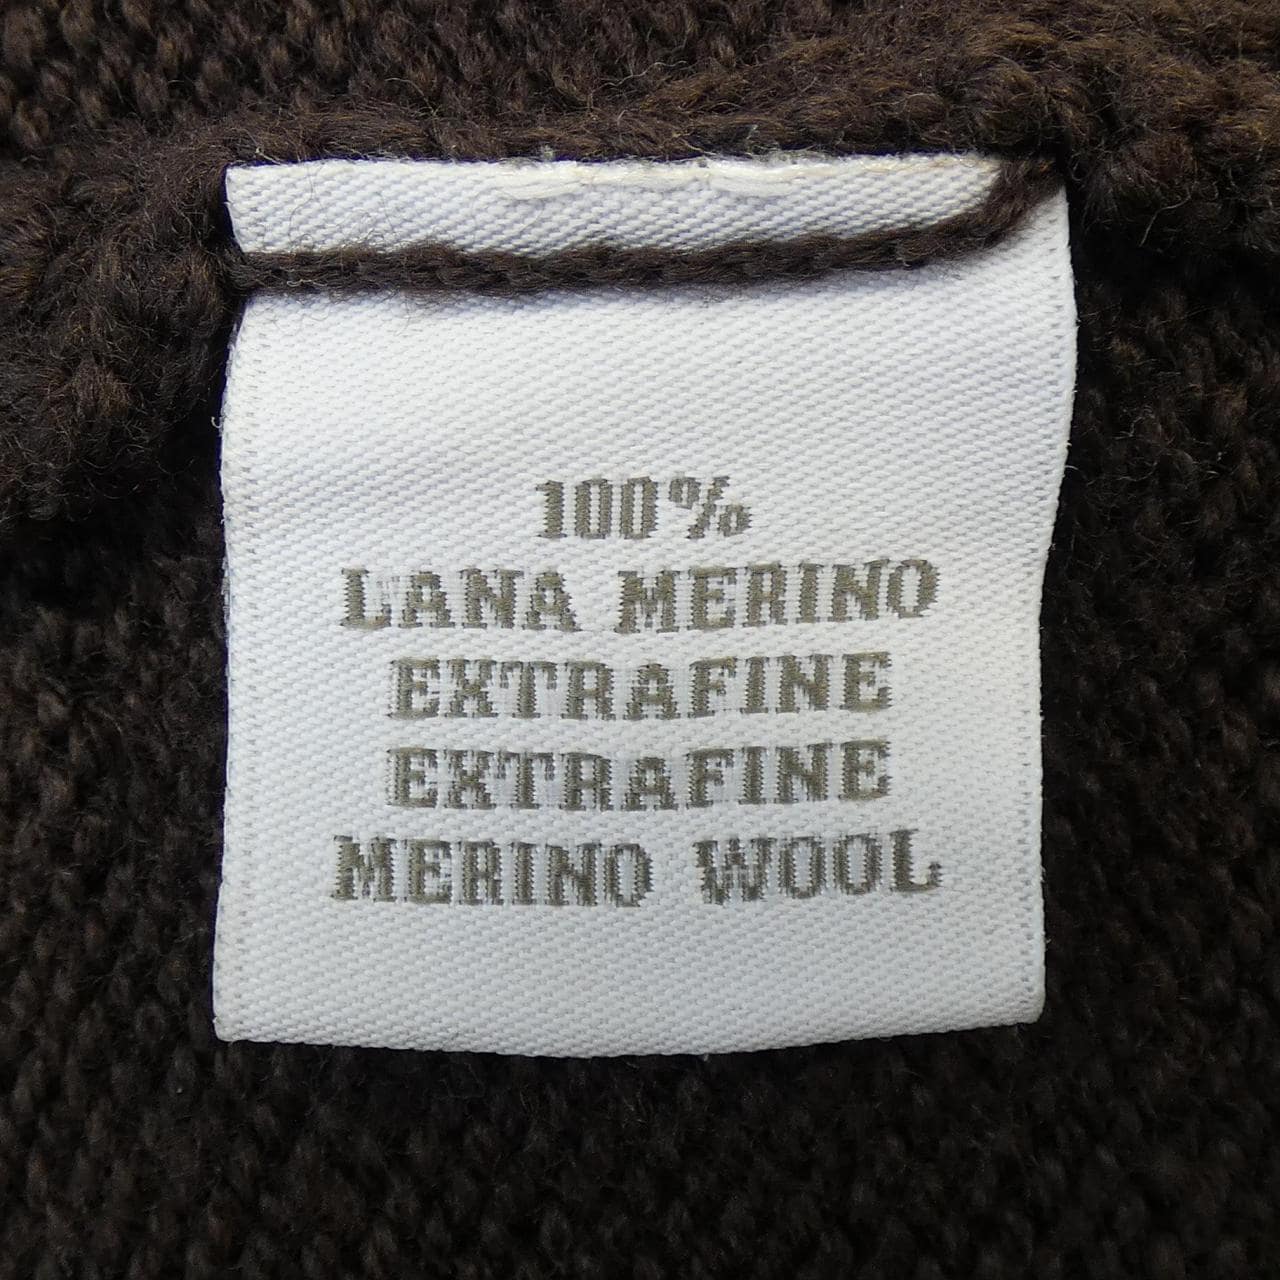 100%
LANA MERINO
EXTRAFINE
EXTRAFINE
MERINO WOOL